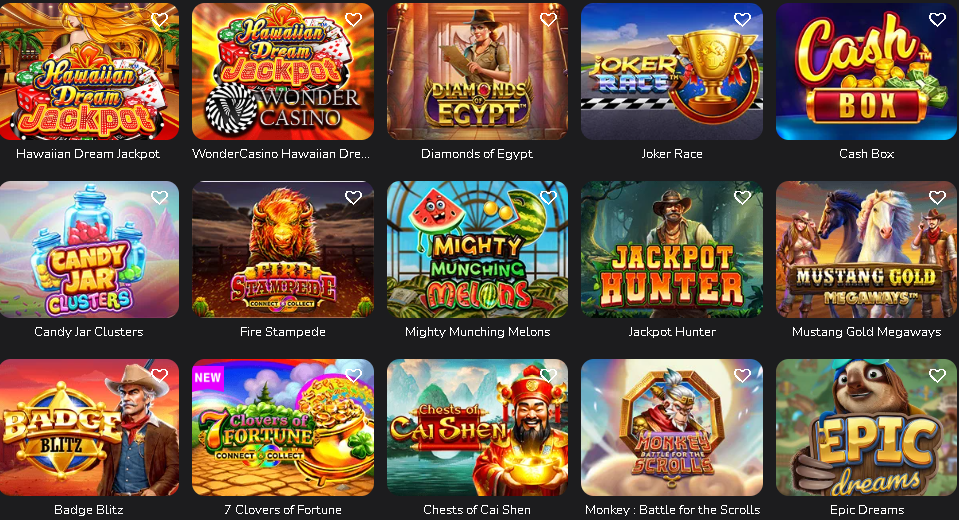 Hawaiian
Dream
Jackpot
Hawaiian Dream Jackpot
Hawaiian
Dream
Jackpot
WONDER
CASINO
WonderCasino Hawaiian Dre...
DIAMONDS
OF
EGYPT™
Diamonds of Egypt
JOKER
RACE™
Joker Race
Cash™
BOX
Cash Box
CANDY
JAR
CLUSTERS
Candy Jar Clusters
FIRE
STAMPEDE
CONNECT & COLLECT
Fire Stampede
MIGHTY
MUNCHING
MELONS
Mighty Munching Melons
JACKPOT
HUNTER
Jackpot Hunter
MUSTANG GOLD
MEGAWAYS™
Mustang Gold Megaways
BADGE
BLITZ
Badge Blitz
NEW
7 Clovers of
FORTUNE
CONNECT & COLLECT
7 Clovers of Fortune
Chests of
CAI SHEN
Chests of Cai Shen
MONKEY
BATTLE FOR THE
SCROLLS
Monkey : Battle for the Scrolls
EPIC
dreams
Epic Dreams